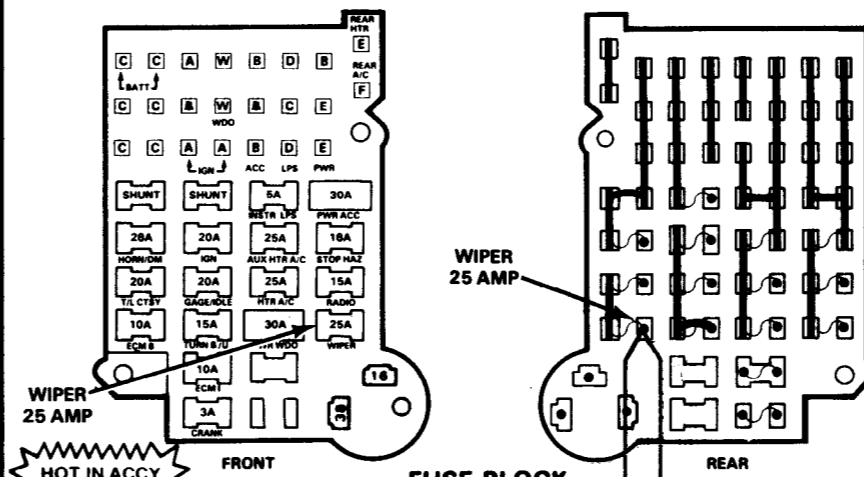 REAR
HTR
E
C C A W B D B
REAR
A/C
BATT
F
C C A W A C E
WDO
C C A A B D E
IGN ACC LPS PWR
SHUNT SHUNT 5A 30A
INSTR LPS PWR ACC
20A 25A
HORN/DM IGN AUX HTR A/C STOP HAZ
20A 20A 25A 15A
T/L CTSY GAGE/IDLE HTR A/C RADIO
10A 15A 30A 25A
ECM B TURN B/U WDO WIPER
10A
ECM I
16
3A
30
CRANK
WIPER
25 AMP
WIPER
25 AMP
HOT IN ACCY
FRONT
FUSE BLOCK
REAR